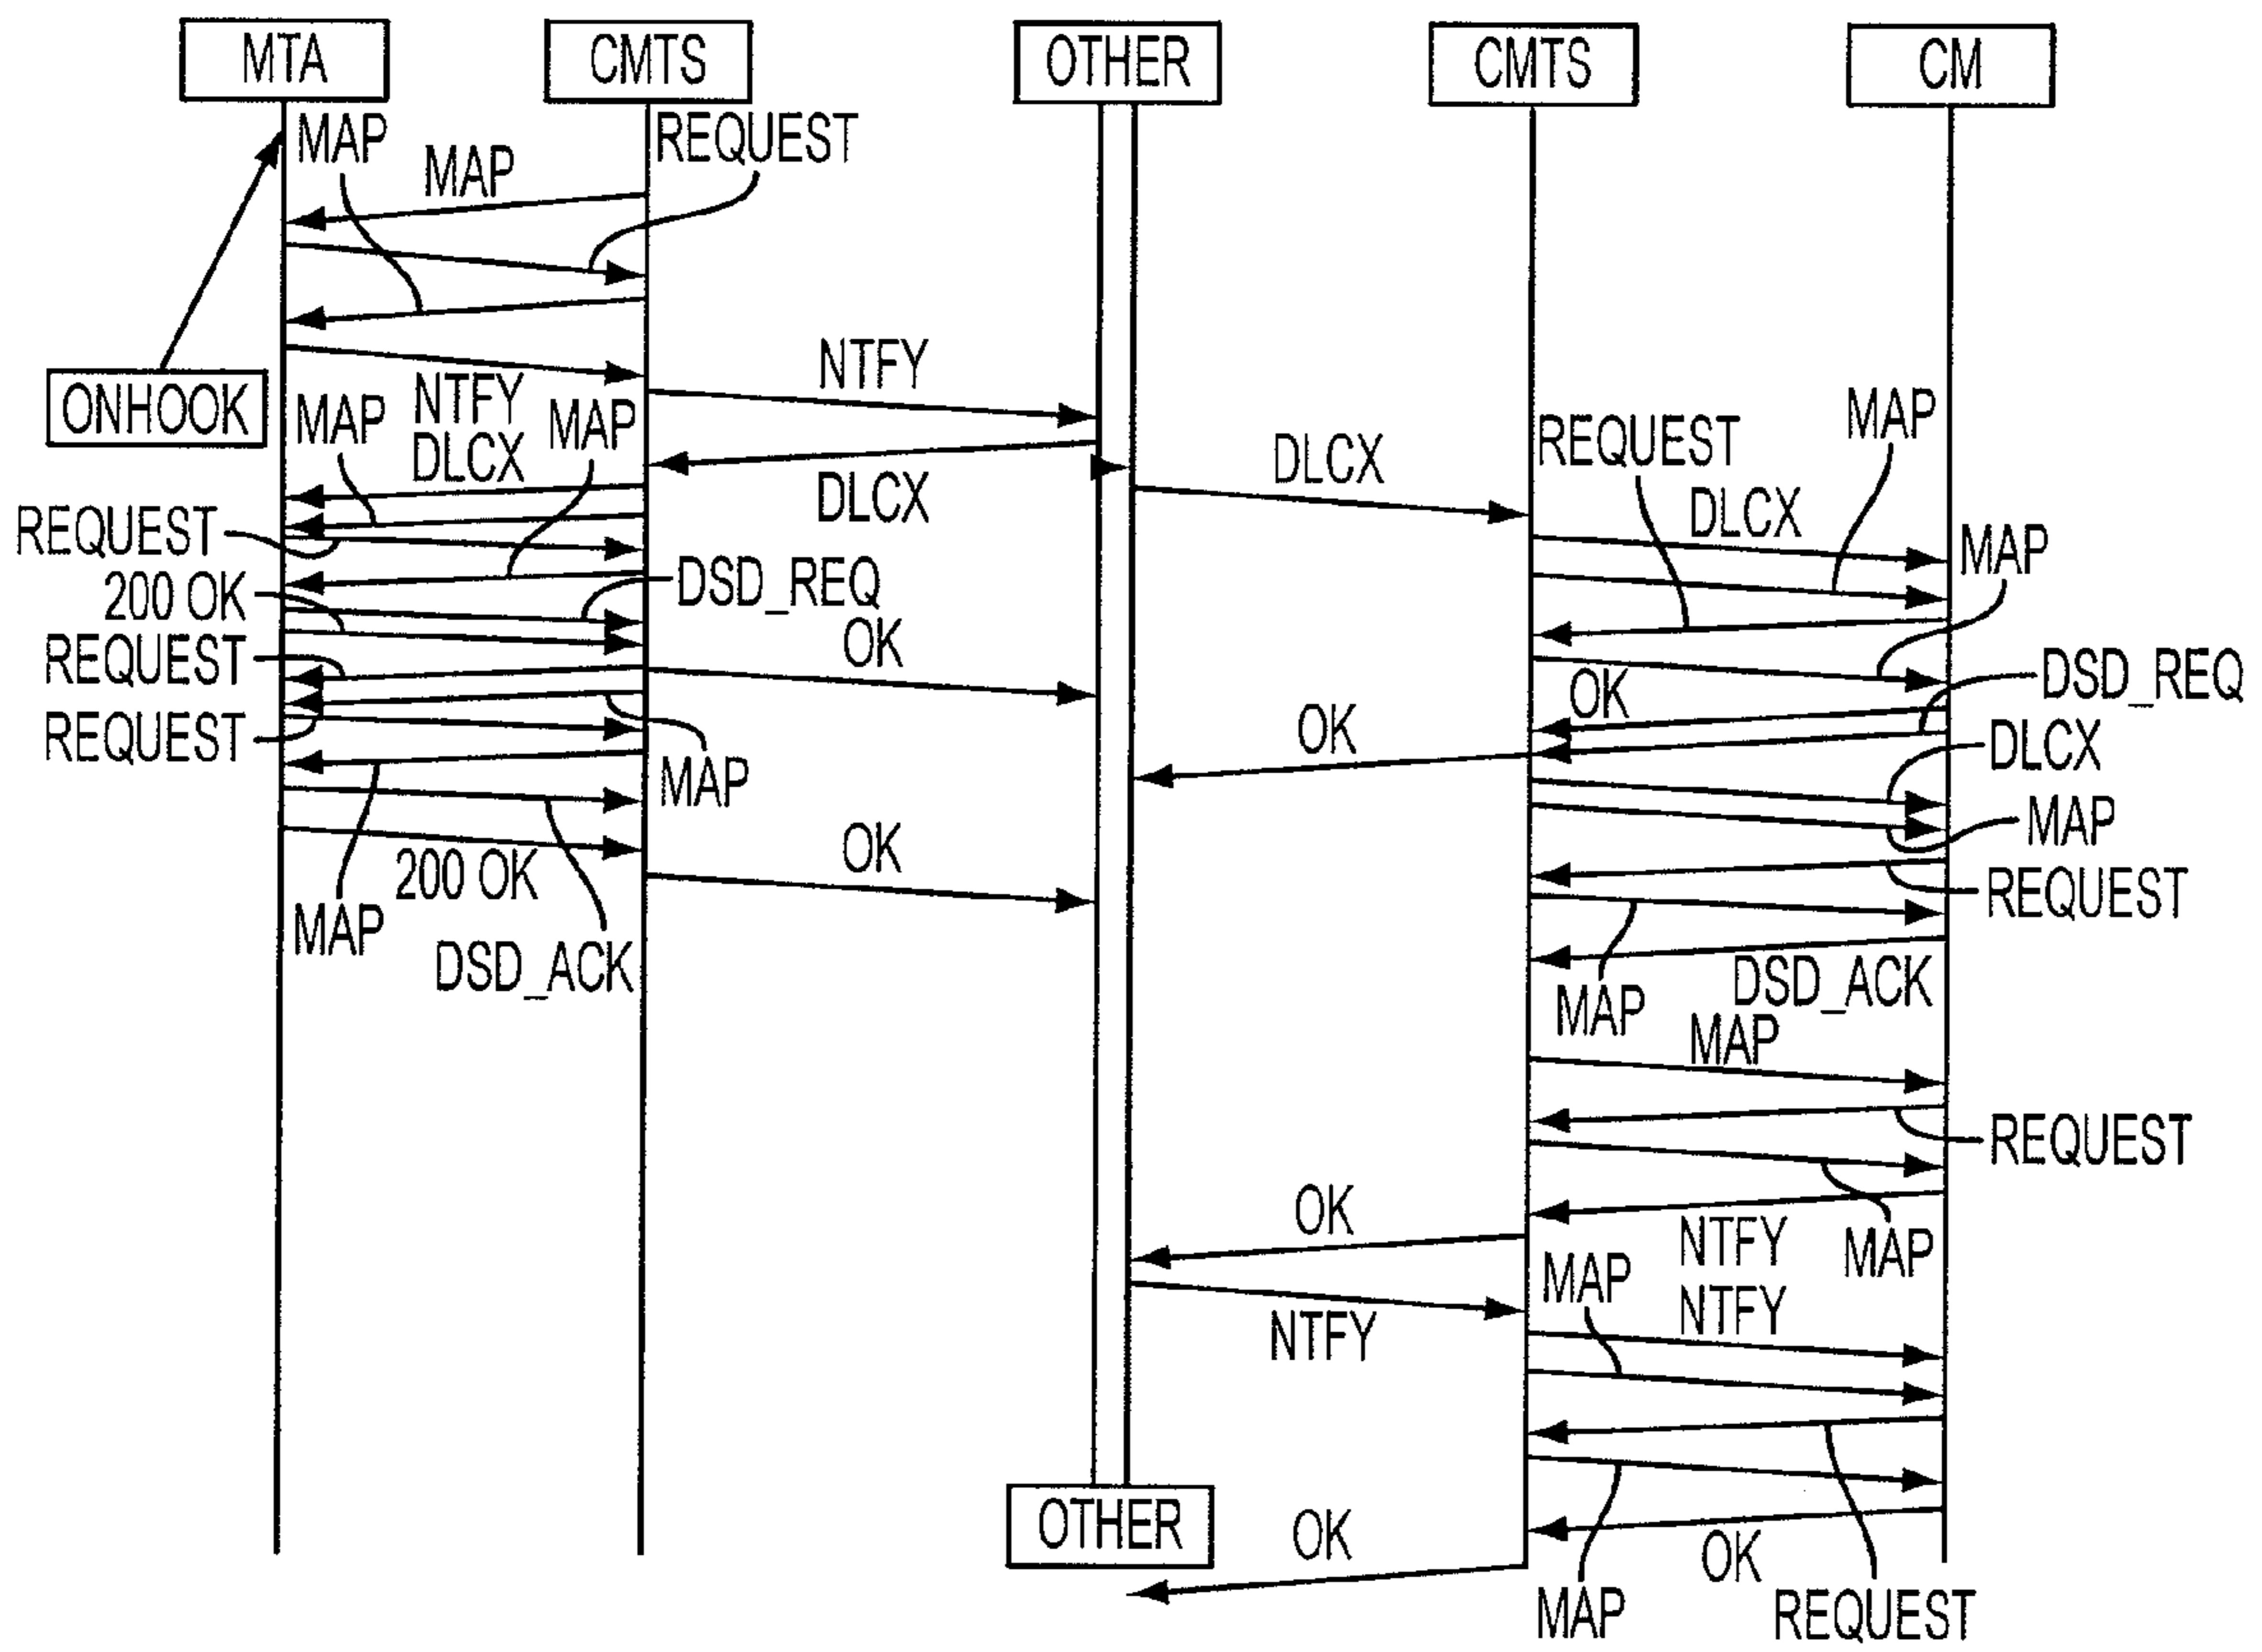 MTA
CMTS
OTHER
CMTS
CM
MAP
MAP
REQUEST
ONHOOK
NTFY
MAP
NTFY
MAP
DLCX
DLCX
DLCX
REQUEST
MAP
DLCX
MAP
REQUEST
200 OK
DSD_REQ
REQUEST
OK
REQUEST
MAP
OK
OK
DSD_REQ
DLCX
MAP
REQUEST
200 OK
OK
MAP
DSD_ACK
MAP
DSD_ACK
MAP
REQUEST
OK
NTFY
MAP
MAP
NTFY
NTFY
OTHER
OK
OK
MAP
REQUEST